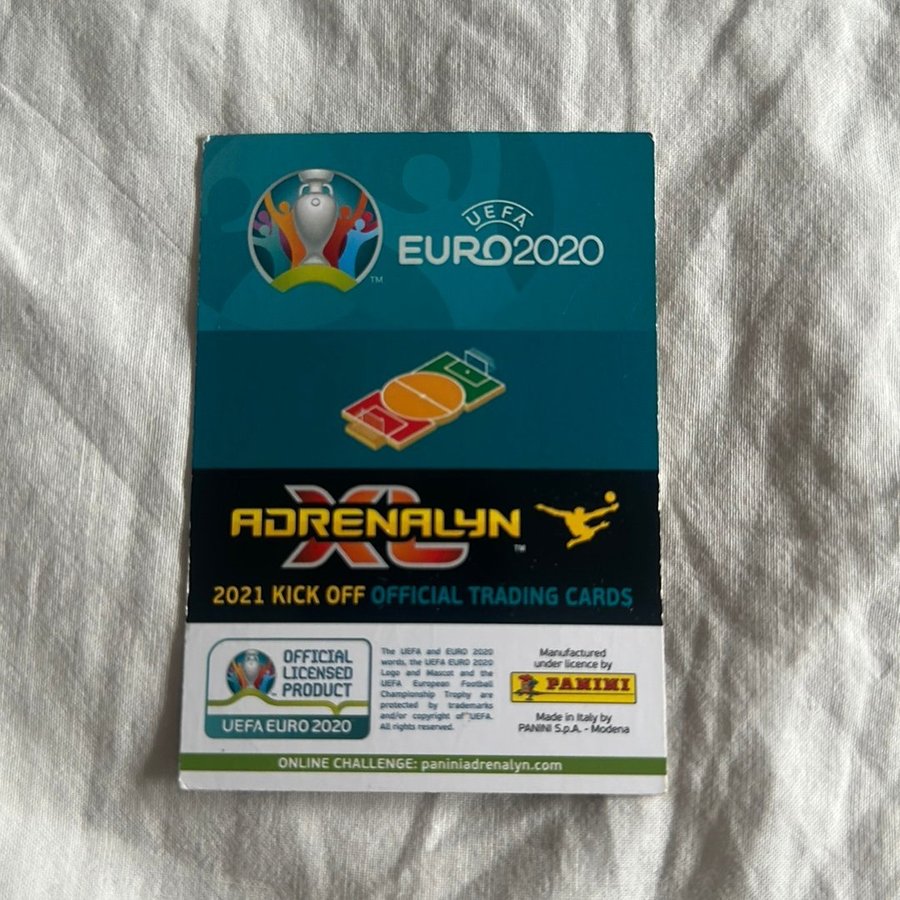 UEFA
EURO2020
TM
ADRENALYN
XL
TM
2021 KICK OFF OFFICIAL TRADING CARDS
OFFICIAL
LICENSED
PRODUCT
UEFA EURO 2020
The UEFA and EURO 2020
words, the UEFA EURO 2020
Logo and Mascot and the
UEFA European Football
Championship Trophy are
protected by trademarks
and/or copyright of UEFA.
All rights reserved.
Manufactured
under licence by
PANINI
Made in Italy by
PANINI S.p.A. - Modena
ONLINE CHALLENGE: paniniadrenalyn.com